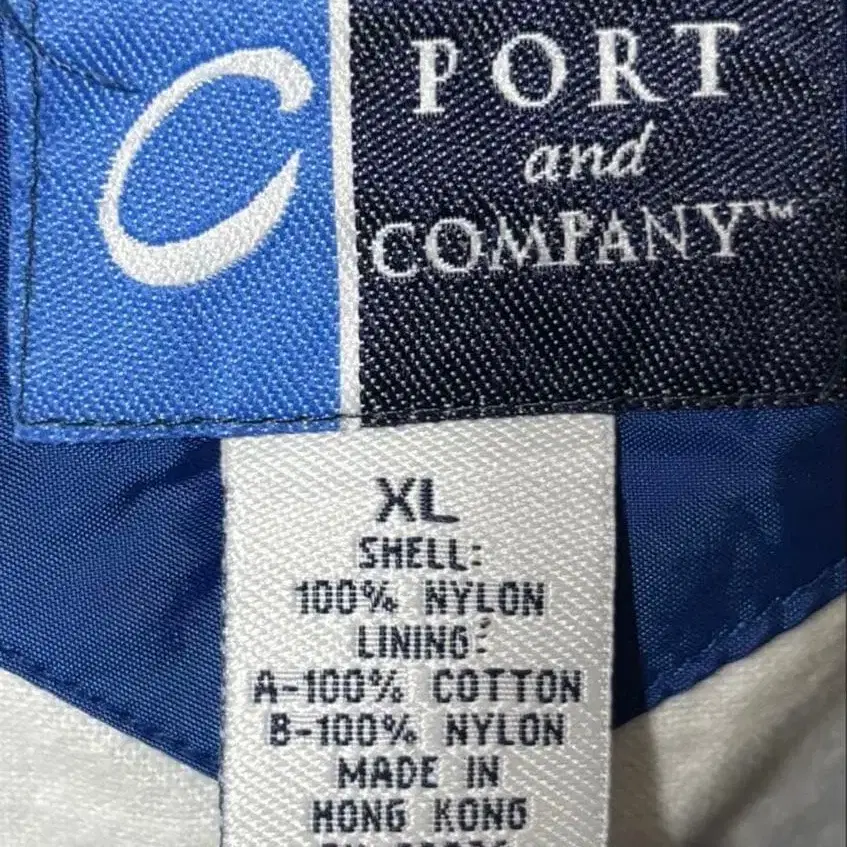 C
PORT
and
COMPANY™
XL
SHELL:
100% NYLON
LINING:
A-100% COTTON
B-100% NYLON
MADE IN
HONG KONG